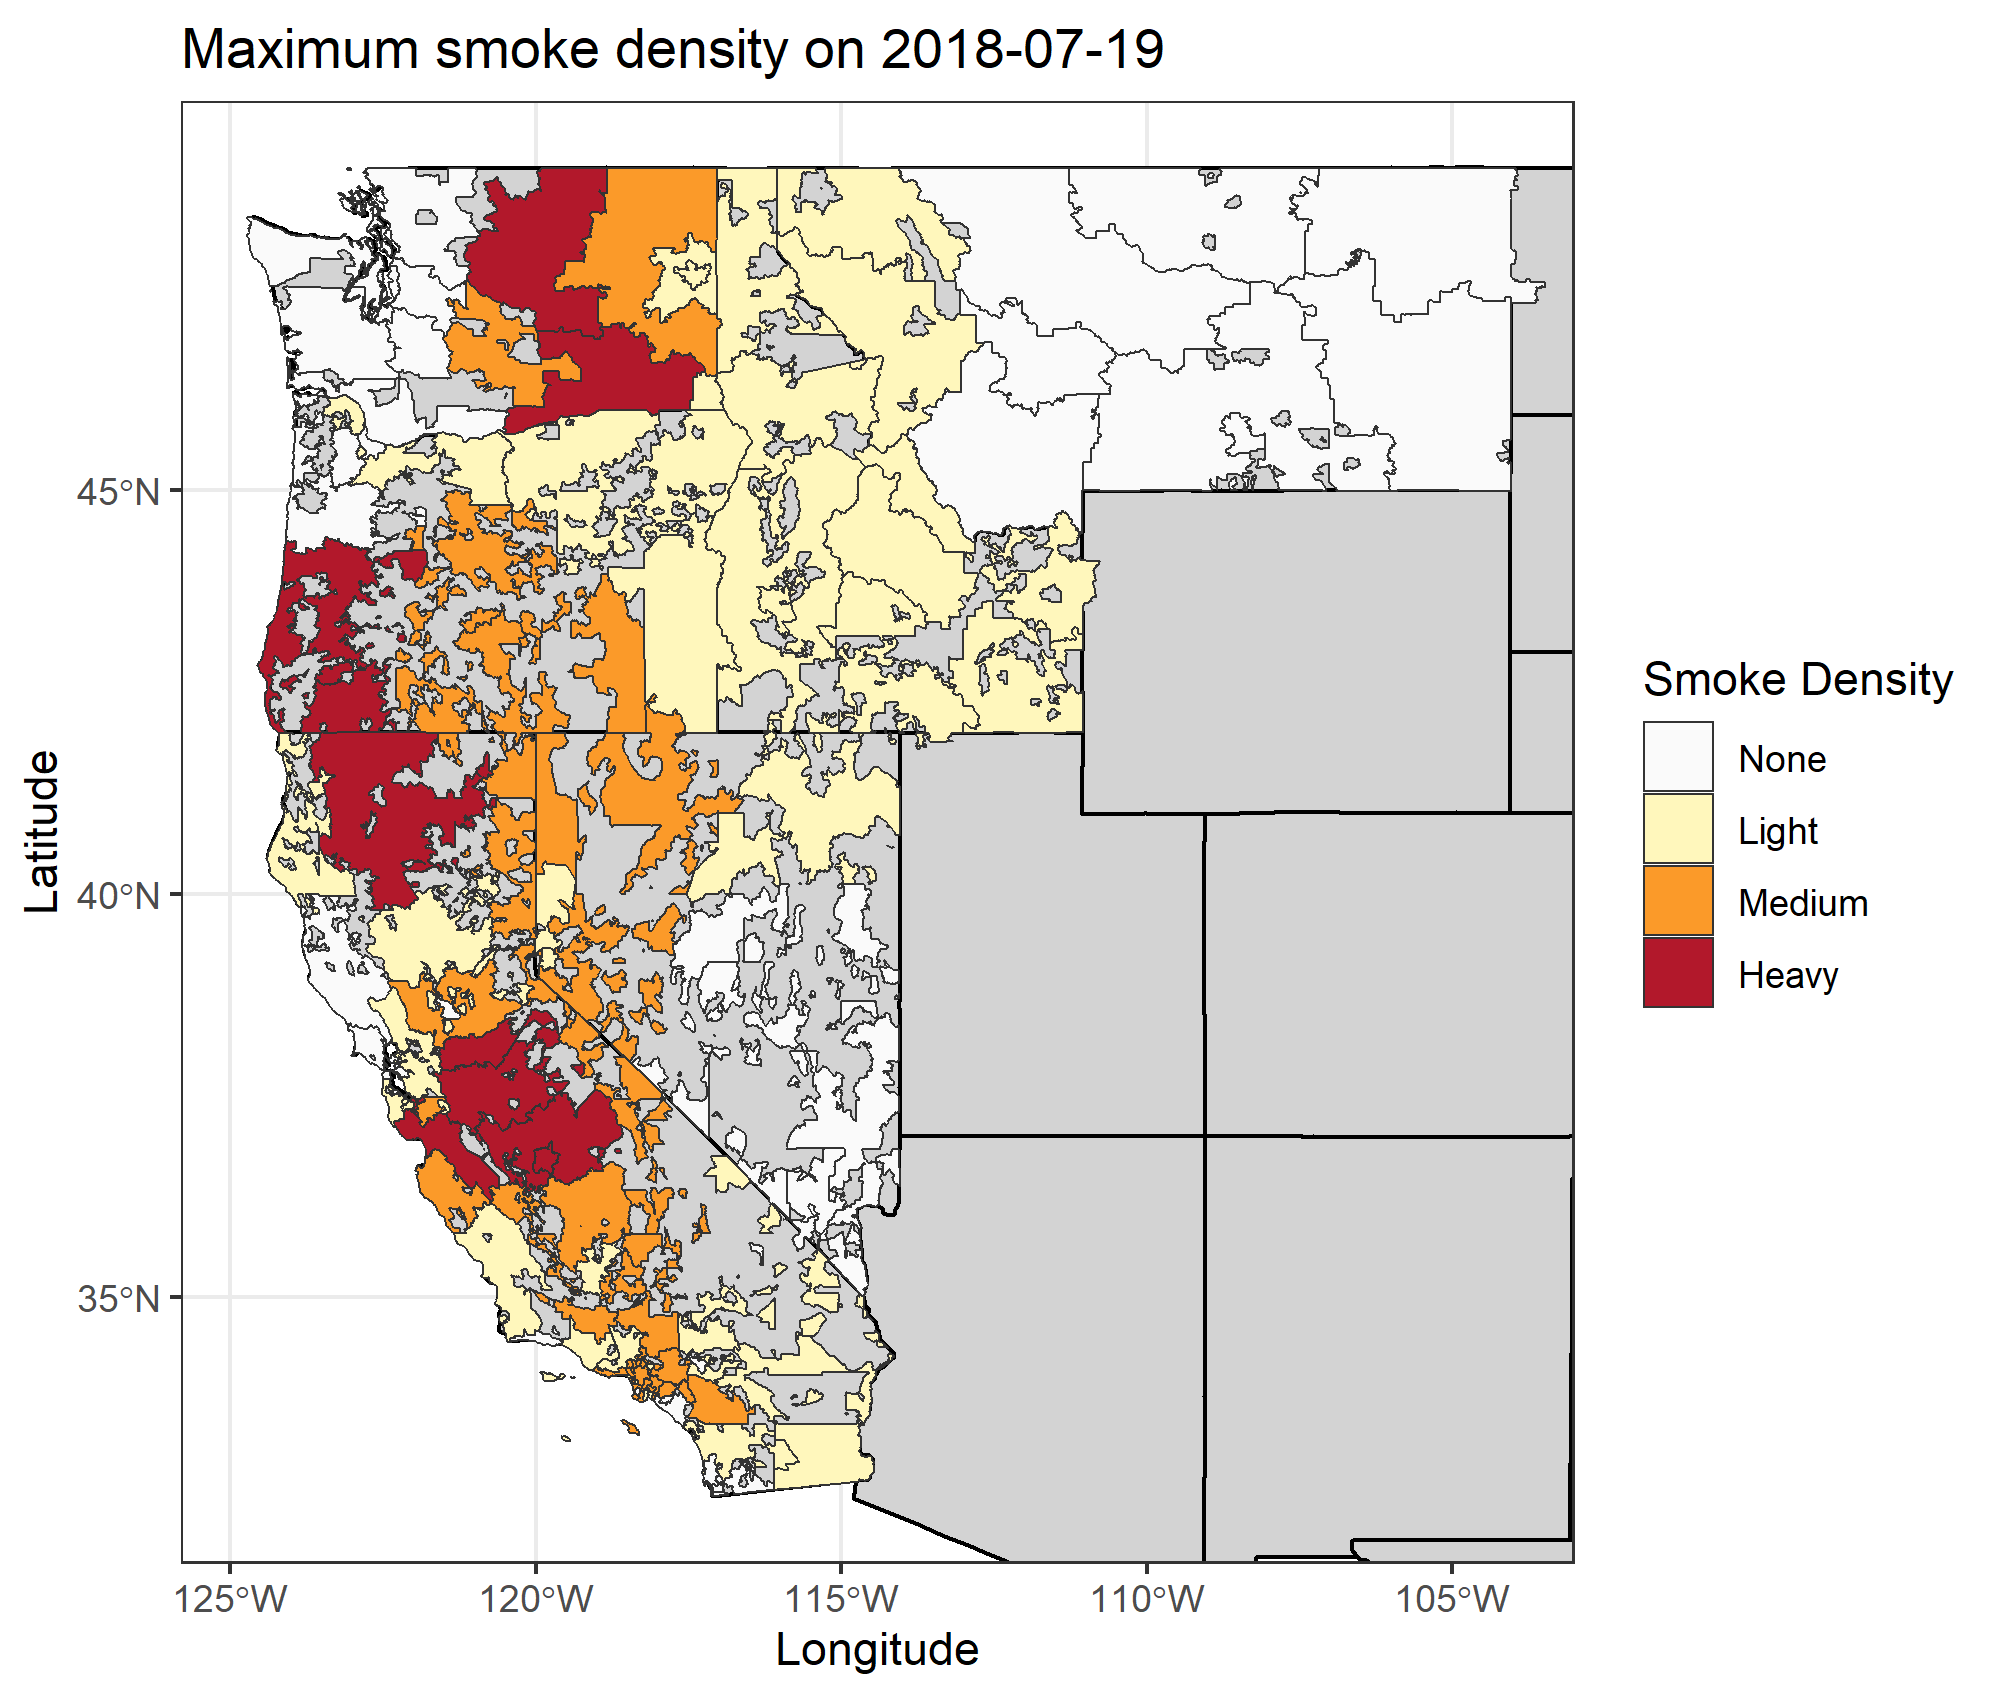 Maximum smoke density on 2018-07-19
Latitude
45°N
40°N
35°N
125°W
120°W
115°W
110°W
105°W
Longitude
Smoke Density
None
Light
Medium
Heavy